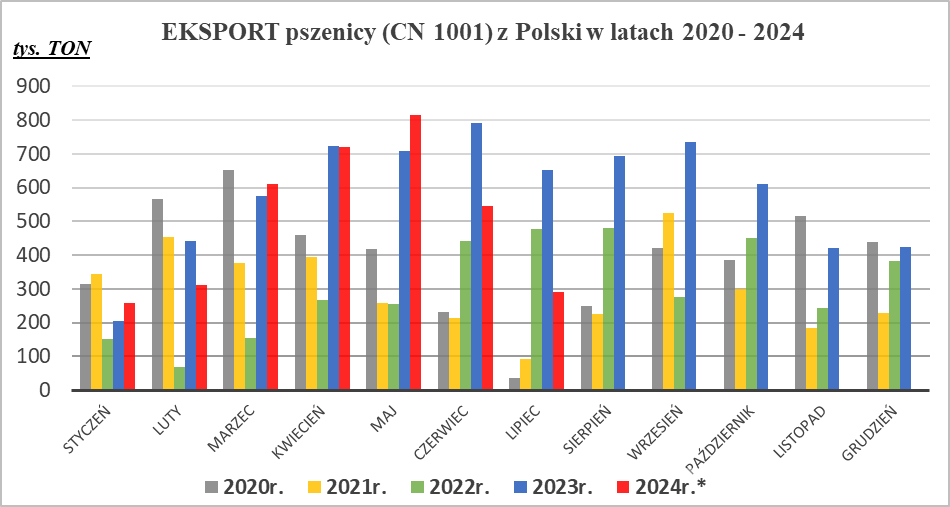 EKSPORT pszenicy (CN 1001) z Polski w latach 2020 - 2024
tys. TON
900
800
700
600
500
400
300
200
100
0
STYCZEŃ
LUTY
MARZEC
KWIECIEŃ
MAJ
CZERWIEC
LIPIEC
SIERPIEŃ
WRZESIEŃ
PAŹDZIERNIK
LISTOPAD
GRUDZIEŃ
2020r. 2021r. 2022r. 2023r. 2024r.*